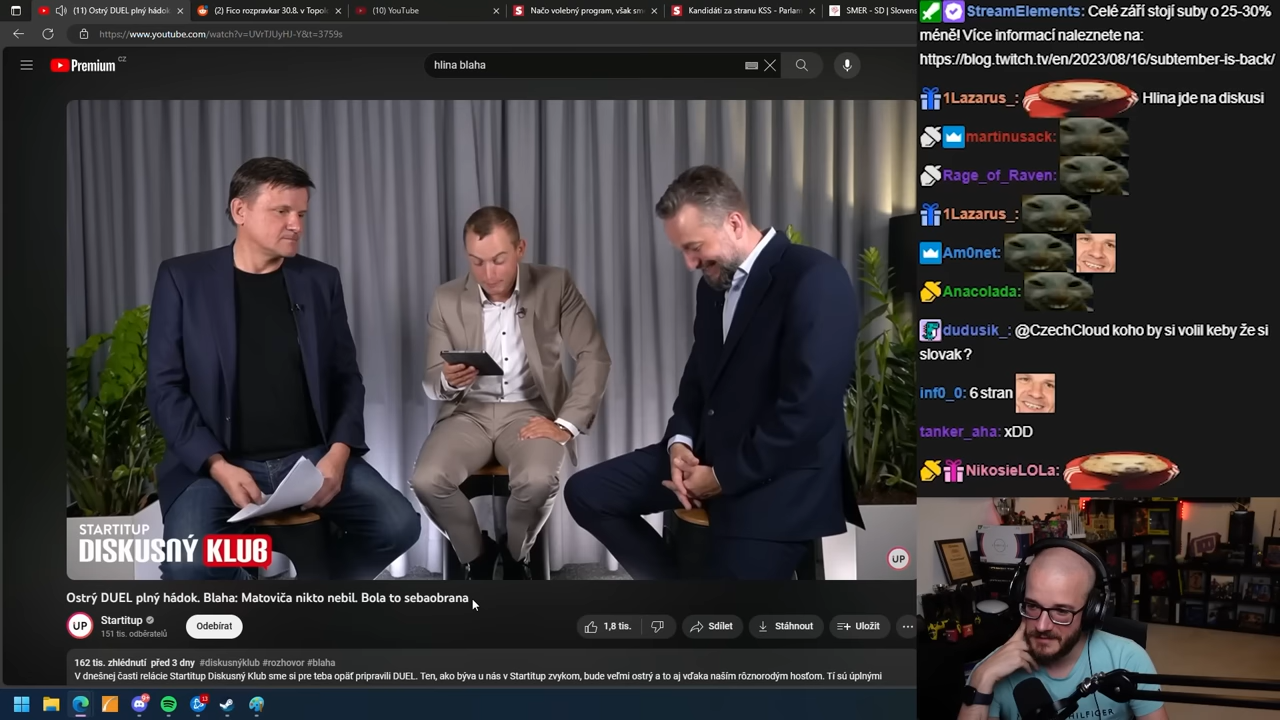 (11) Ostrý DUEL plný hádok
(2) Fico rozpravkar 30.8. v Topol
(10) YouTube
Načo volebný program, však sme
Kandidáti za stranu KSS - Parlam
SMER - SD | Slovens
https://www.youtube.com/watch?v=UVrTJUyHJ-Y&t=3759s
Premium CZ
hlina blaha
STARTITUP
DISKUSNÝ KLUB
UP
Ostrý DUEL plný hádok. Blaha: Matoviča nikto nebil. Bola to sebaobrana
UP
Startitup
151 tis. odběratelů
Odebírat
1,8 tis.
Sdílet
Stáhnout
Uložit
162 tis. zhlédnutí před 3 dny #diskusnýklub #rozhovor #blaha
V dnešnej časti relácie Startitup Diskusný Klub sme si pre teba opäť pripravili DUEL. Ten, ako býva u nás v Startitup zvykom, bude veľmi ostrý a to aj vďaka našim rôznorodým hosťom. Tí sú úplnými
StreamElements: Celé září stojí suby o 25-30%
méně! Více informací naleznete na:
https://blog.twitch.tv/en/2023/08/16/subtember-is-back/
1Lazarus_: Hlina jde na diskusi
martinusack:
Rage_of_Raven:
1Lazarus_:
Am0net:
Anacolada:
dudusik_: @CzechCloud koho by si volil keby že si
slovak ?
inf0_0: 6 stran
tanker_aha: xDD
NikosieLOLa: